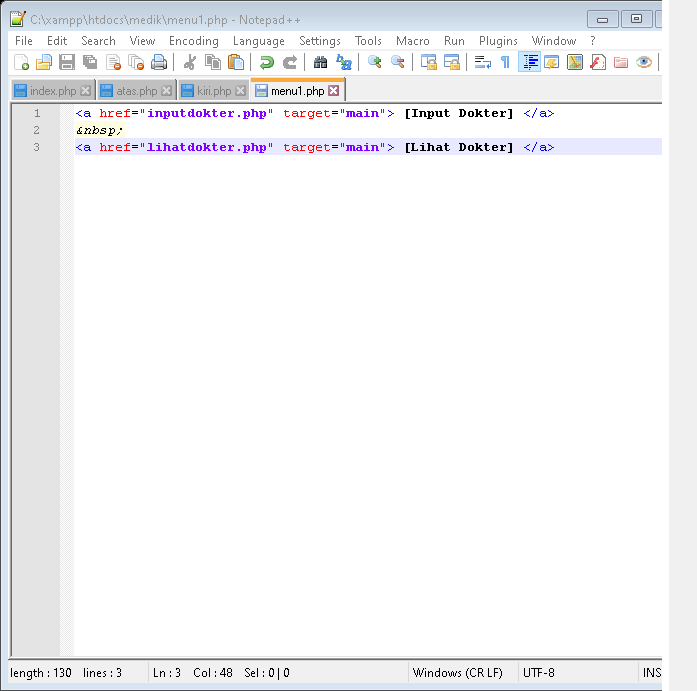 C:\xampp\htdocs\medik\menu1.php - Notepad++
File Edit Search View Encoding Language Settings Tools Macro Run Plugins Window ?
index.php atas.php kiri.php menu1.php
1 <a href="inputdokter.php" target="main"> [Input Dokter] </a>
2 &nbsp;
3 <a href="lihatdokter.php" target="main"> [Lihat Dokter] </a>
length : 130 lines : 3 Ln : 3 Col : 48 Sel : 0 | 0 Windows (CR LF) UTF-8 INS